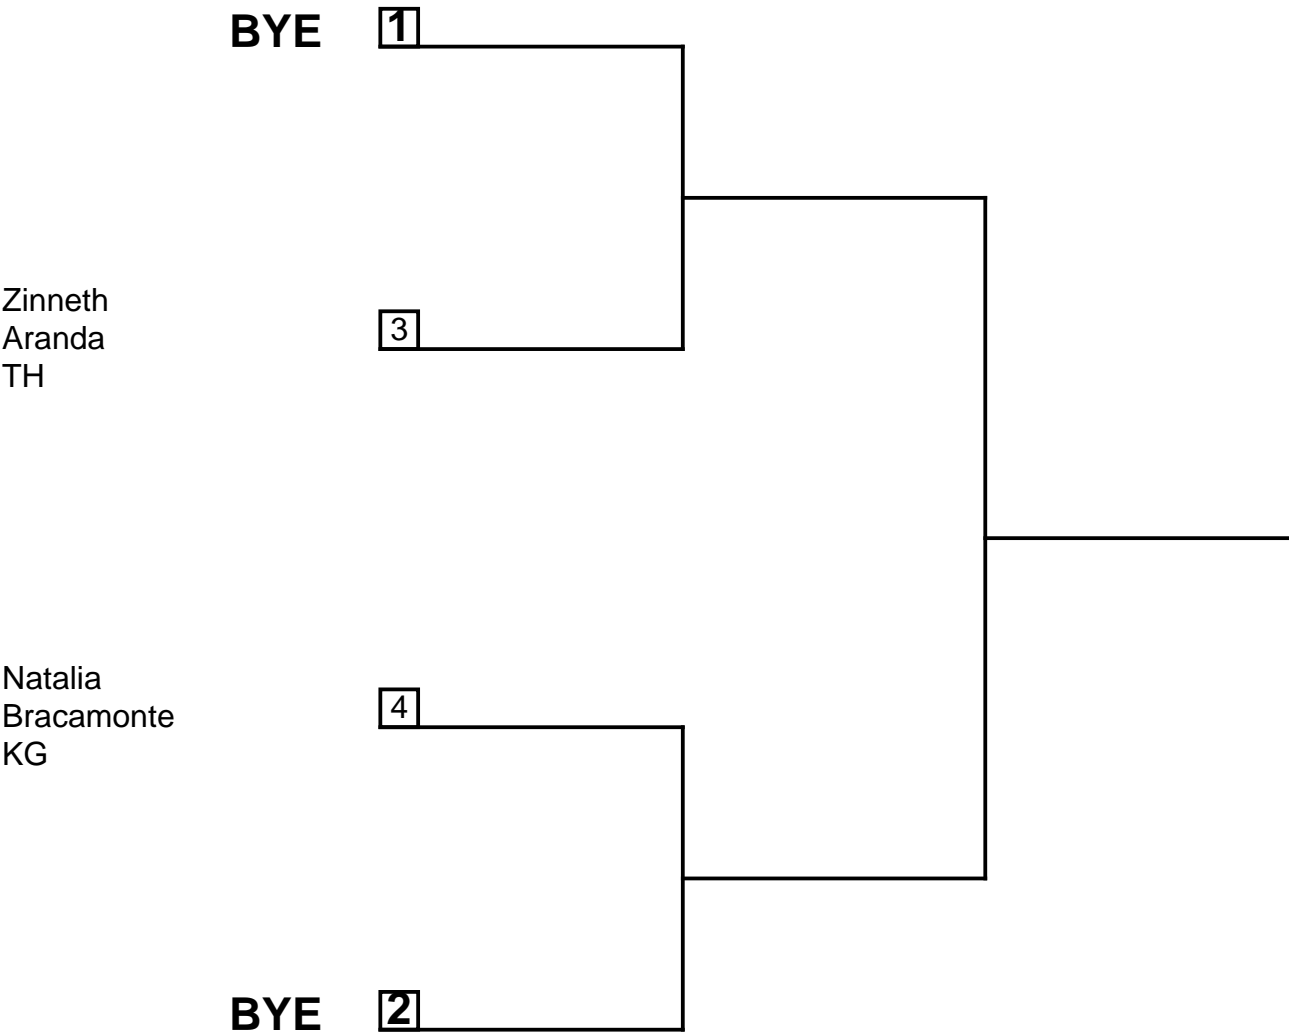 BYE 1
Zinneth
Aranda
TH
3
Natalia
Bracamonte
KG
4
BYE 2